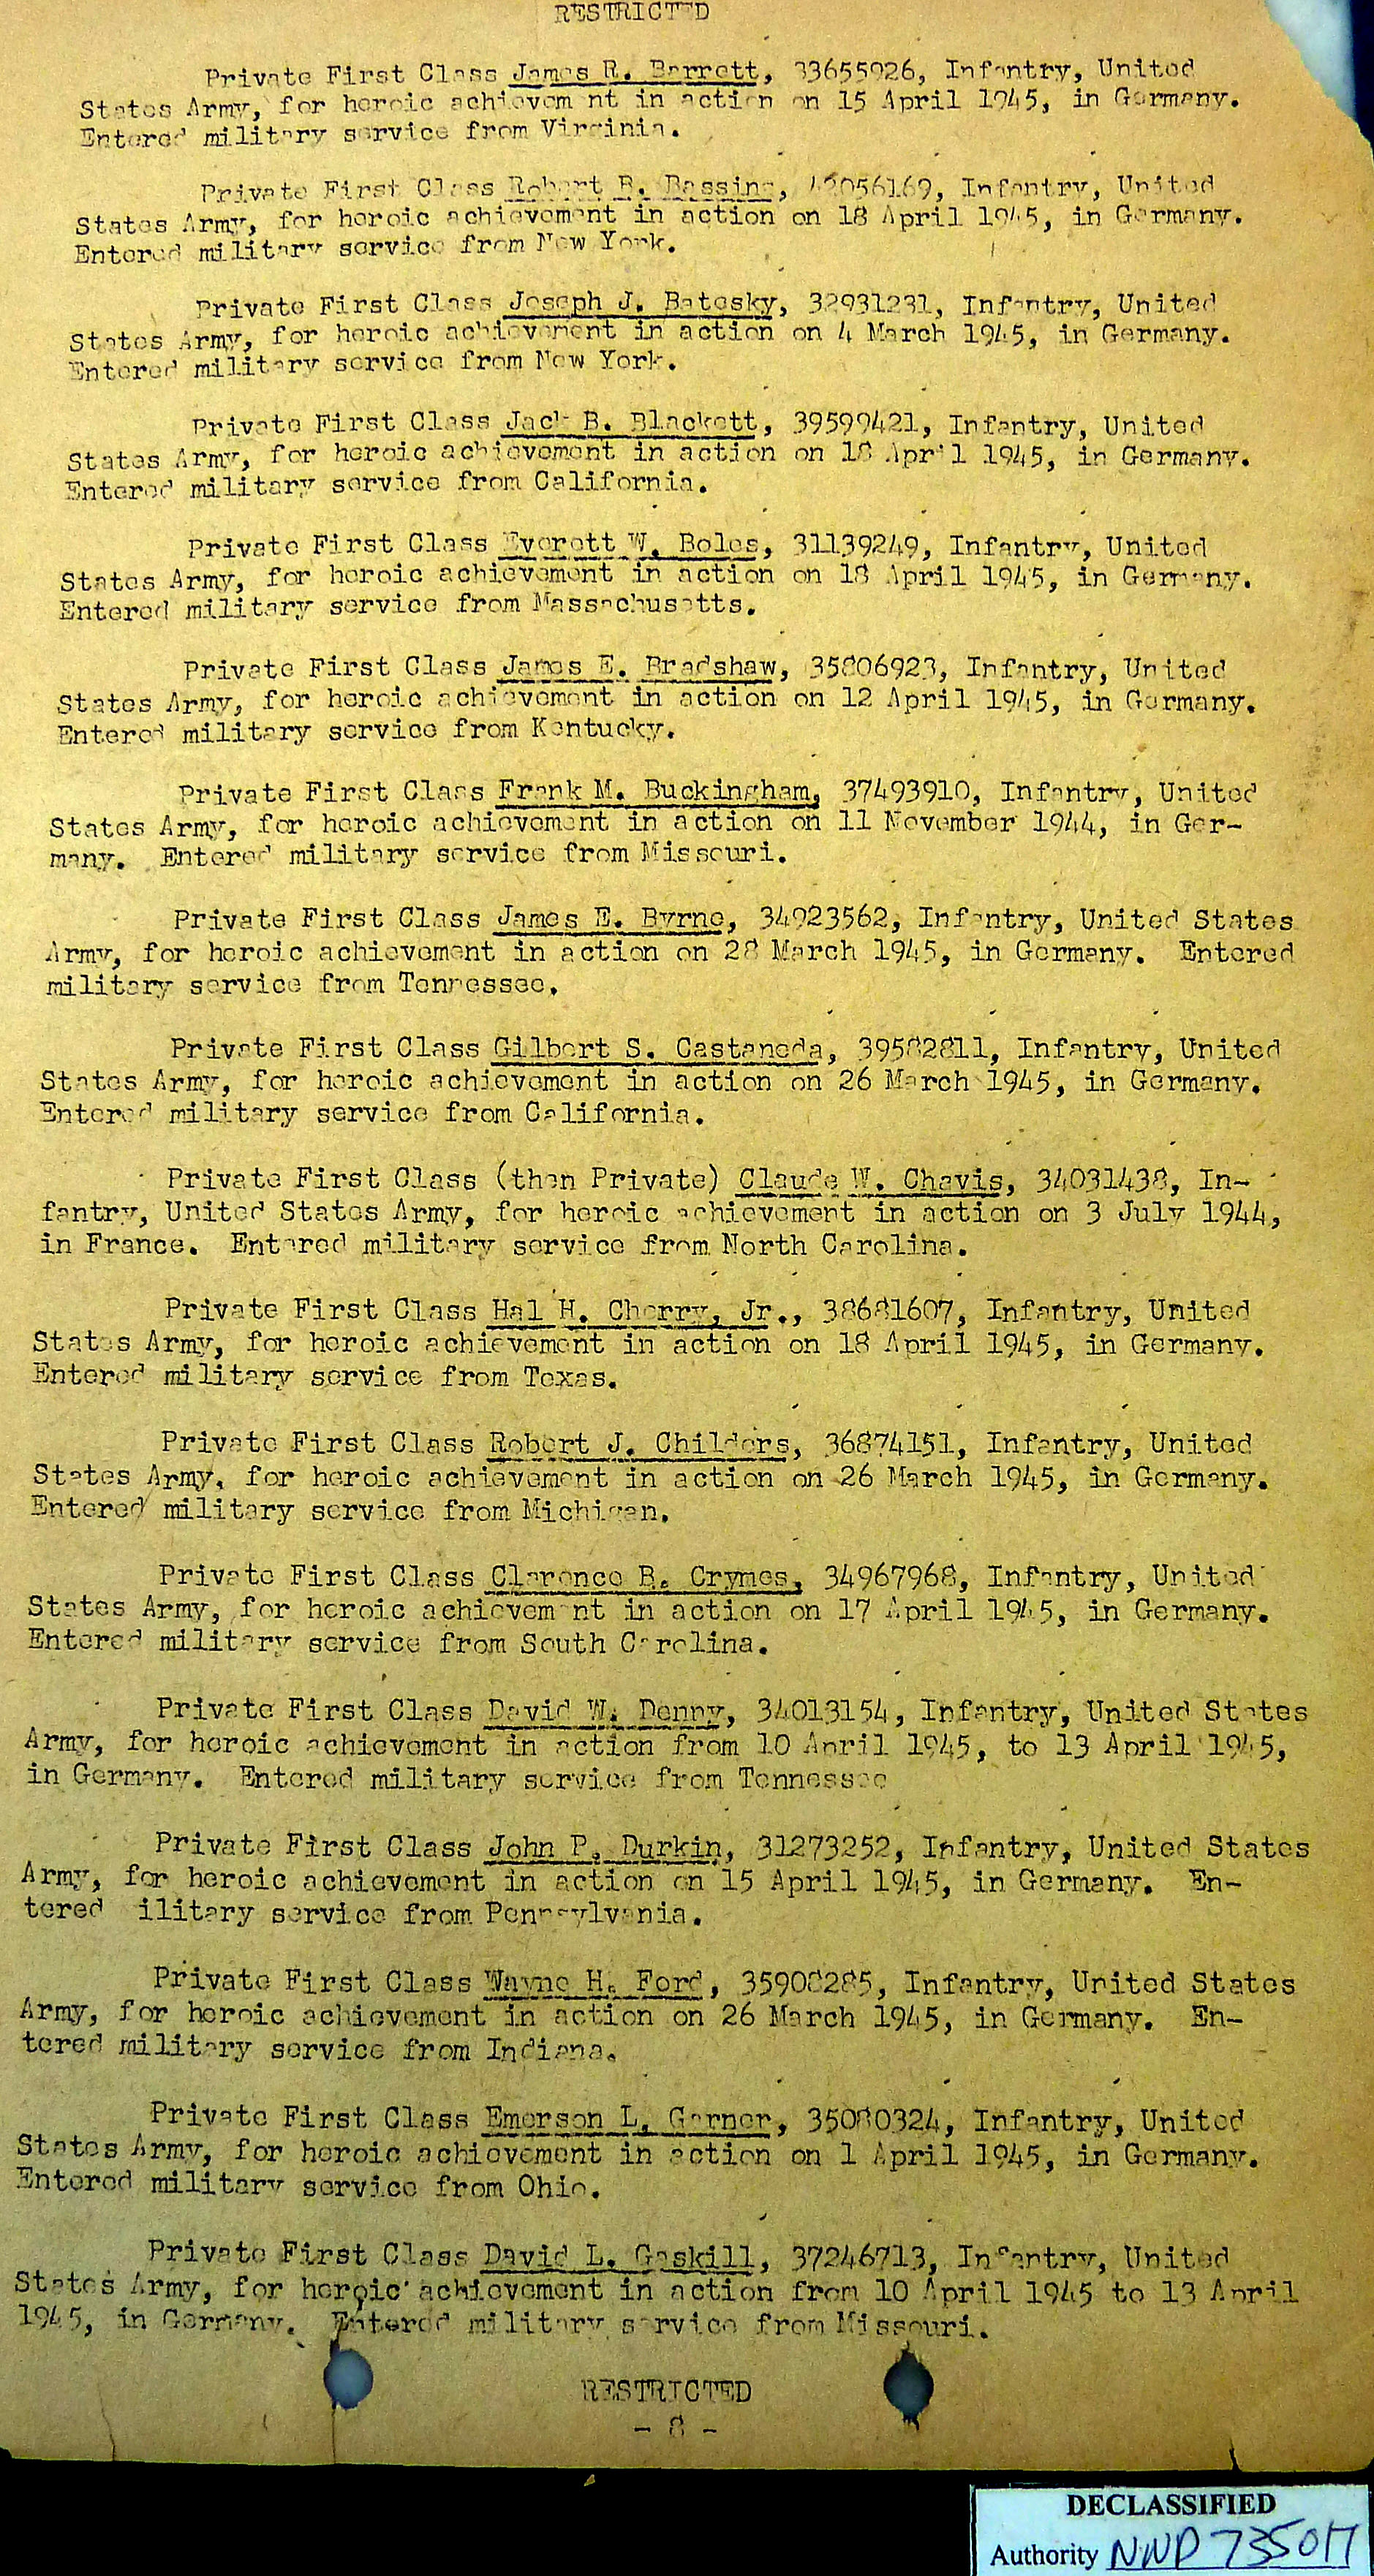 RESTRICTED
Private First Class James R. Barrett, 33655926, Infantry, United
States Army, for heroic achievement in action on 15 April 1945, in Germany.
Entered military service from Virginia.
Private First Class Robert B. Bassing, 42056169, Infantry, United
States Army, for heroic achievement in action on 18 April 1945, in Germany.
Entered military service from New York.
Private First Class Joseph J. Batosky, 32931231, Infantry, United
States Army, for heroic achievement in action on 4 March 1945, in Germany.
Entered military service from New York.
Private First Class Jack B. Blackett, 39599421, Infantry, United
States Army, for heroic achievement in action on 18 April 1945, in Germany.
Entered military service from California.
Private First Class Everett W. Boles, 31139249, Infantry, United
States Army, for heroic achievement in action on 18 April 1945, in Germany.
Entered military service from Massachusetts.
Private First Class James E. Bradshaw, 35806923, Infantry, United
States Army, for heroic achievement in action on 12 April 1945, in Germany.
Entered military service from Kentucky.
Private First Class Frank M. Buckingham, 37493910, Infantry, United
States Army, for heroic achievement in action on 11 November 1944, in Ger-
many. Entered military service from Missouri.
Private First Class James E. Byrne, 34923562, Infantry, United States
Army, for heroic achievement in action on 28 March 1945, in Germany. Entered
military service from Tennessee.
Private First Class Gilbert S. Castaneda, 39582811, Infantry, United
States Army, for heroic achievement in action on 26 March 1945, in Germany.
Entered military service from California.
Private First Class (then Private) Claude W. Chavis, 34031438, In-
fantry, United States Army, for heroic achievement in action on 3 July 1944,
in France. Entered military service from North Carolina.
Private First Class Hal H. Cherry, Jr., 38681607, Infantry, United
States Army, for heroic achievement in action on 18 April 1945, in Germany.
Entered military service from Texas.
Private First Class Robert J. Childers, 36874151, Infantry, United
States Army, for heroic achievement in action on 26 March 1945, in Germany.
Entered military service from Michigan.
Private First Class Clarence R. Crymes, 34967968, Infantry, United
States Army, for heroic achievement in action on 17 April 1945, in Germany.
Entered military service from South Carolina.
Private First Class David W. Denny, 34013154, Infantry, United States
Army, for heroic achievement in action from 10 April 1945, to 13 April 1945,
in Germany. Entered military service from Tennessee
Private First Class John P. Durkin, 31273252, Infantry, United States
Army, for heroic achievement in action on 15 April 1945, in Germany. En-
tered ilitary service from Pennsylvania.
Private First Class Wayne H. Ford, 35908285, Infantry, United States
Army, for heroic achievement in action on 26 March 1945, in Germany. En-
tered military service from Indiana.
Private First Class Emerson L. Garner, 35080324, Infantry, United
States Army, for heroic achievement in action on 1 April 1945, in Germany.
Entered military service from Ohio.
Private First Class David L. Gaskill, 37246713, Infantry, United
States Army, for heroic achievement in action from 10 April 1945 to 13 April
1945, in Germany. Entered military service from Missouri.
RESTRICTED
- 8 -
DECLASSIFIED
Authority NND 735017